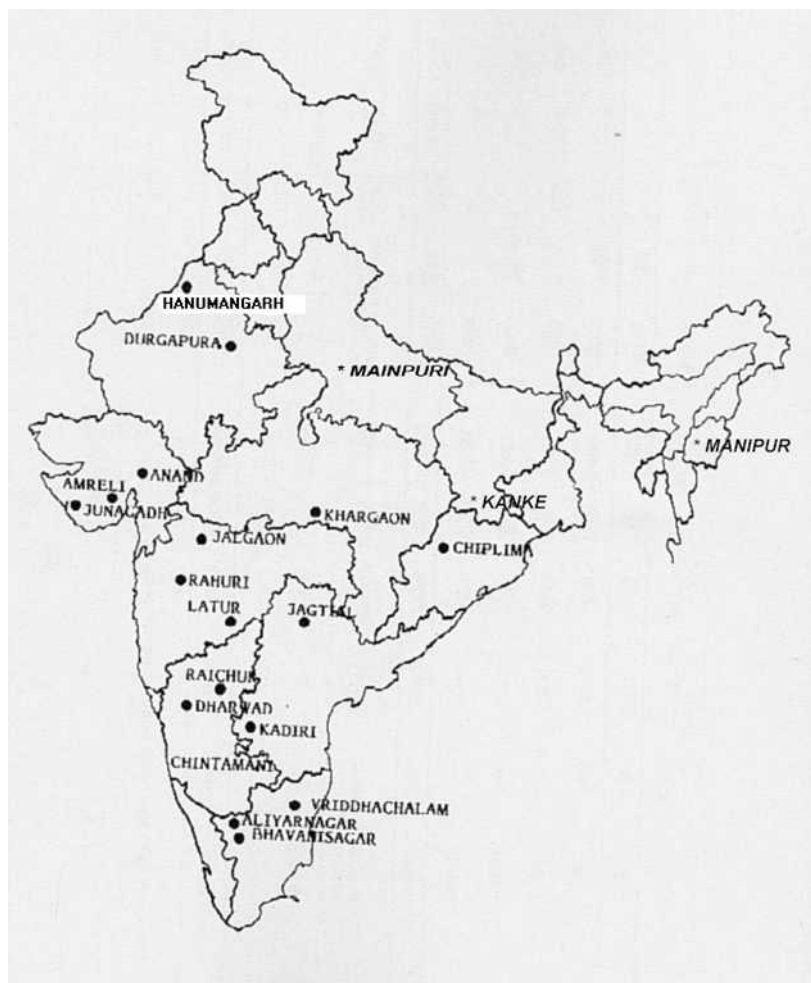 HANUMANGARH
DURGAPURA
* MAINPURI
* MANIPUR
ANAND
AMRELI
JUNAGADH
* KANKE
KHARGAON
JALGAON
CHIPLIMA
RAHURI
LATUR
JAGTIAL
RAICHUR
DHARWAD
KADIRI
CHINTAMANI
VRIDDHACHALAM
ALIYARNAGAR
BHAVANISAGAR